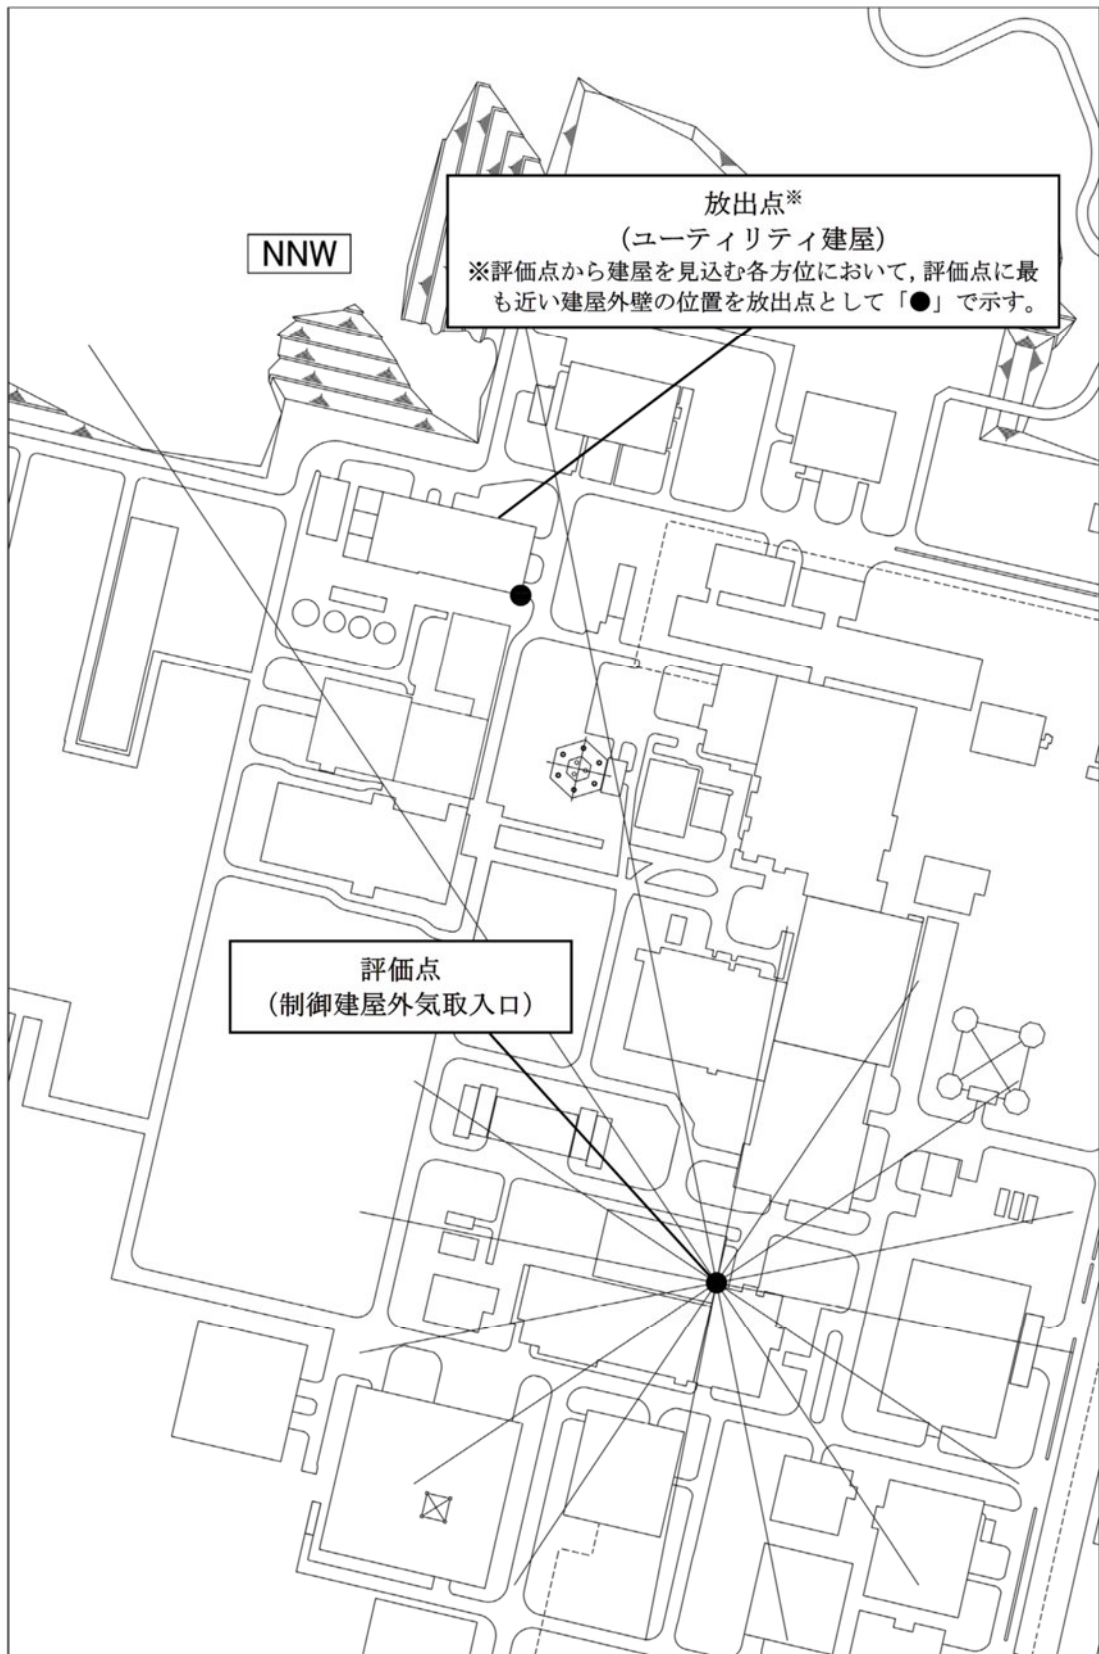 放出点※
(ユーティリティ建屋)
※評価点から建屋を見込む各方位において, 評価点に最
も近い建屋外壁の位置を放出点として「●」で示す。
NNW
評価点
(制御建屋外気取入口)